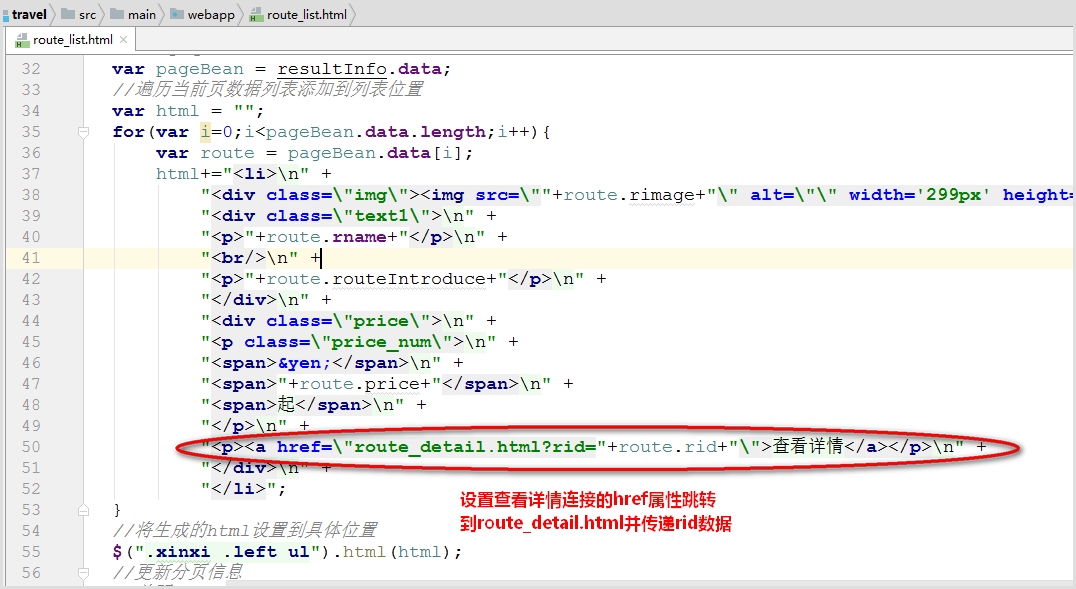 travel src main webapp route_list.html
route_list.html
32 var pageBean = resultInfo.data;
33 //遍历当前页数据列表添加到列表位置
34 var html = "";
35 for(var i=0;i<pageBean.data.length;i++){
36 var route = pageBean.data[i];
37 html+="<li>\n" +
38 "<div class=\"img\"><img src=\""+route.rimage+"\" alt=\"\" width='299px' height=
39 "<div class=\"text1\">\n" +
40 "<p>"+route.rname+"</p>\n" +
41 "<br/>\n" +
42 "<p>"+route.routeIntroduce+"</p>\n" +
43 "</div>\n" +
44 "<div class=\"price\">\n" +
45 "<p class=\"price_num\">\n" +
46 "<span>&yen;</span>\n" +
47 "<span>"+route.price+"</span>\n" +
48 "<span>起</span>\n" +
49 "</p>\n" +
50 "<p><a href=\"route_detail.html?rid="+route.rid+"\">查看详情</a></p>\n" +
51 "</div>\n" +
52 "</li>";
设置查看详情连接的href属性跳转
到route_detail.html并传递rid数据
53 }
54 //将生成的html设置到具体位置
55 $(".xinxi .left ul").html(html);
56 //更新分页信息